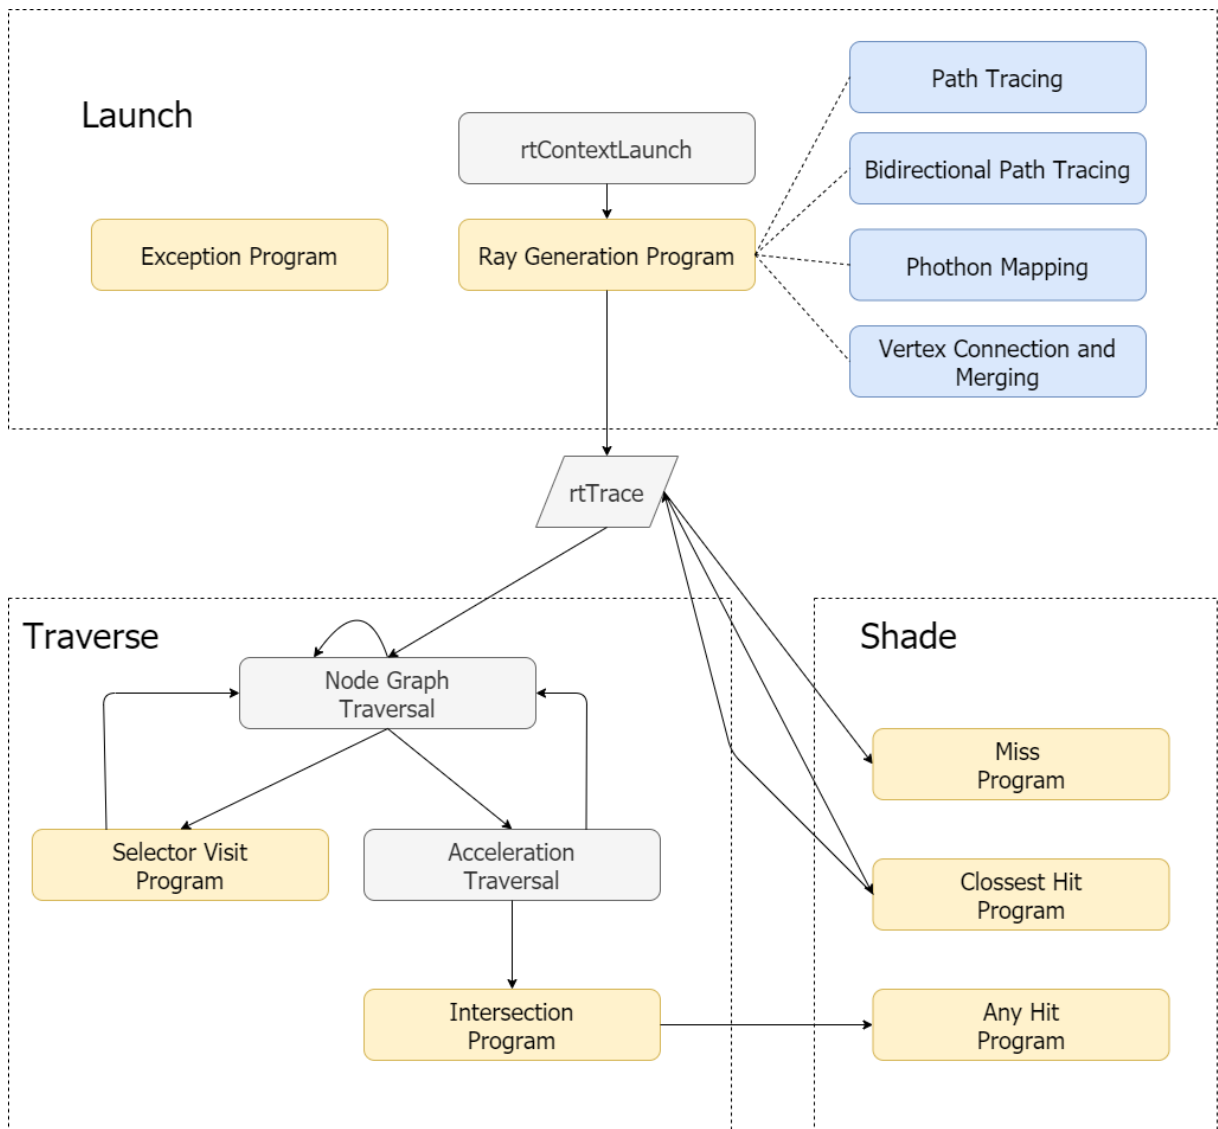 Launch
rtContextLaunch
Exception Program
Ray Generation Program
Path Tracing
Bidirectional Path Tracing
Phothon Mapping
Vertex Connection and
Merging
rtTrace
Traverse
Node Graph
Traversal
Selector Visit
Program
Acceleration
Traversal
Intersection
Program
Shade
Miss
Program
Clossest Hit
Program
Any Hit
Program